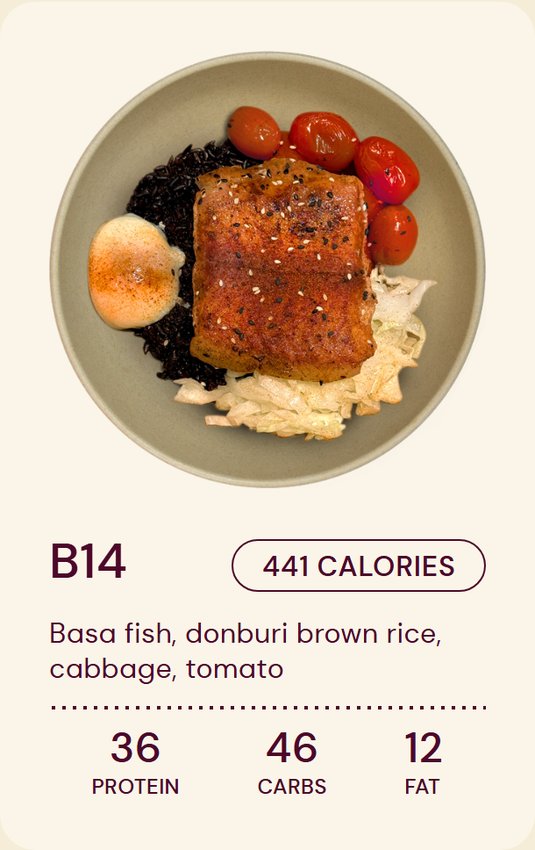 B14
441 CALORIES
Basa fish, donburi brown rice,
cabbage, tomato
36
46
12
PROTEIN
CARBS
FAT